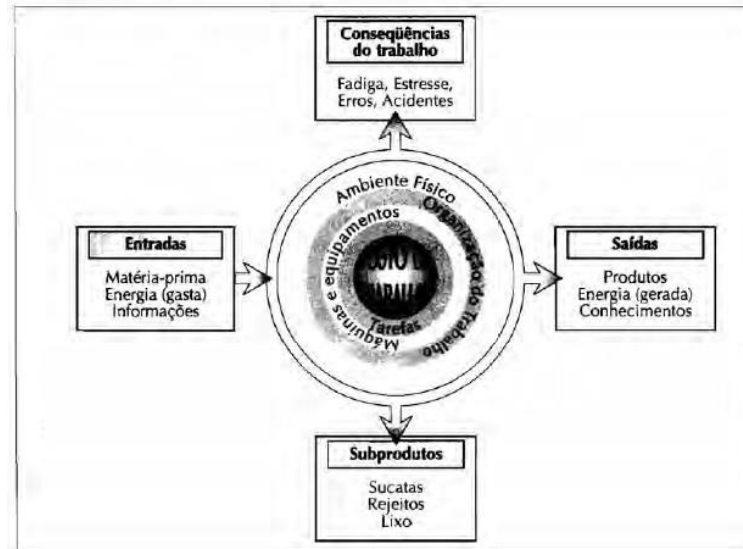 Conseqüências
do trabalho
Fadiga, Estresse,
Erros, Acidentes
Entradas
Matéria-prima
Energia (gasta)
Informações
Ambiente Físico
Organização do Trabalho
Máquinas e equipamentos
Tarefas
Saídas
Produtos
Energia (gerada)
Conhecimentos
Subprodutos
Sucatas
Rejeitos
Lixo